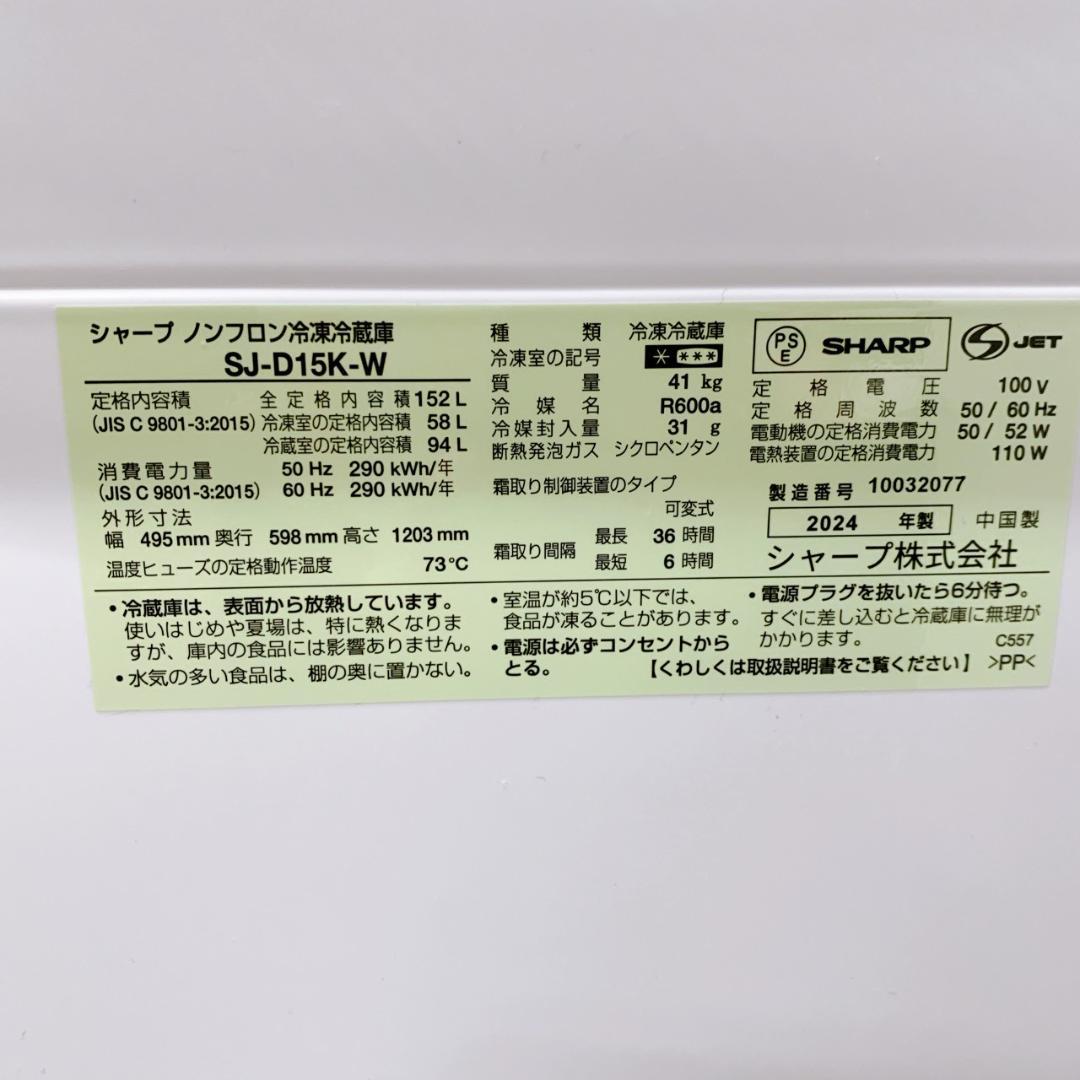 シャープ ノンフロン冷凍冷蔵庫
SJ-D15K-W
定格内容積 全定格内容積 152 L
(JIS C 9801-3:2015) 冷凍室の定格内容積 58 L
冷蔵室の定格内容積 94 L
消費電力量 50 Hz 290 kWh/年
(JIS C 9801-3:2015) 60 Hz 290 kWh/年
外形寸法
幅 495 mm 奥行 598 mm 高さ 1203 mm
温度ヒューズの定格動作温度 73℃
種類 冷凍冷蔵庫
冷凍室の記号 * ***
質量 41 kg
冷媒名 R600a
冷媒封入量 31 g
断熱発泡ガス シクロペンタン
霜取り制御装置のタイプ
可変式
霜取り間隔 最長 36 時間
最短 6 時間
PS E SHARP JET
定格電圧 100 V
定格周波数 50 / 60 Hz
電動機の定格消費電力 50 / 52 W
電熱装置の定格消費電力 110 W
製造番号 10032077
2024 年製 中国製
シャープ株式会社
・冷蔵庫は、表面から放熱しています。
使いはじめや夏場は、特に熱くなりま
すが、庫内の食品には影響ありません。
・水気の多い食品は、棚の奥に置かない。
・室温が約5℃以下では、
食品が凍ることがあります。
・電源は必ずコンセントから
とる。
・電源プラグを抜いたら6分待つ。
すぐに差し込むと冷蔵庫に無理が
かかります。 C557
【くわしくは取扱説明書をご覧ください】 >PP<